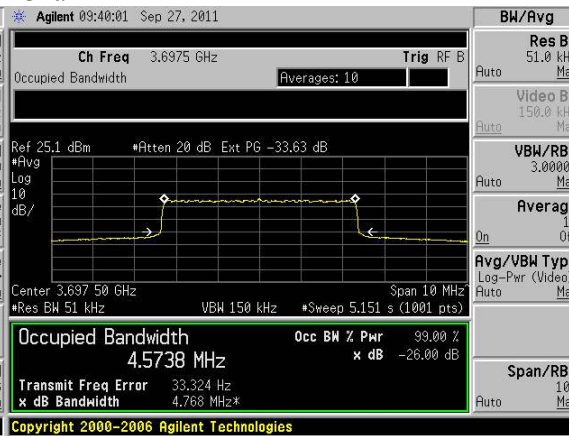 Agilent 09:40:01 Sep 27, 2011
BW/Avg
Ch Freq 3.6975 GHz Trig RF B
Occupied Bandwidth Averages: 10
Res B
51.0 kH
Auto Ma
Video B
150.0 kH
Auto Ma
Ref 25.1 dBm #Atten 20 dB Ext PG -33.63 dB
#Avg
Log
10
dB/
VBW/RB
3.0000
Auto Ma
Averag
1
On Of
Avg/VBW Typ
Log-Pwr (Video)
Auto Ma
Center 3.697 50 GHz Span 10 MHz
#Res BW 51 kHz VBW 150 kHz #Sweep 5.151 s (1001 pts)
Occupied Bandwidth Occ BW % Pwr 99.00 %
4.5738 MHz x dB -26.00 dB
Transmit Freq Error 33.324 Hz
x dB Bandwidth 4.768 MHz*
Span/RB
10
Auto Ma
Copyright 2000-2006 Agilent Technologies